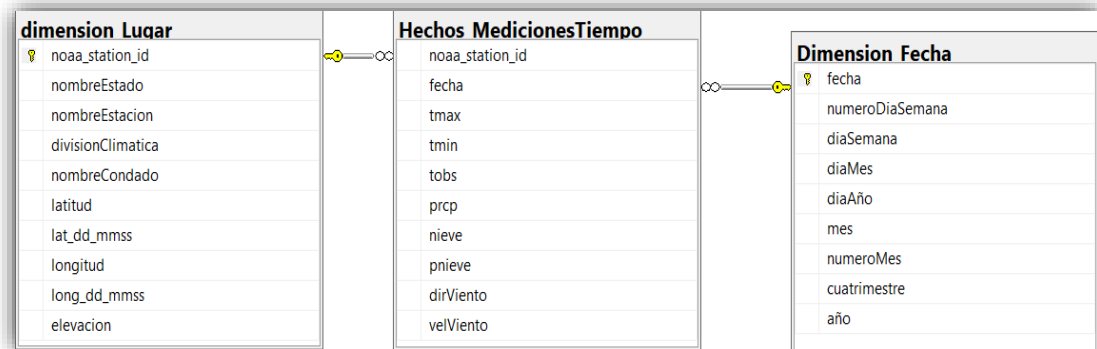 dimension_Lugar
noaa_station_id
nombreEstado
nombreEstacion
divisionClimatica
nombreCondado
latitud
lat_dd_mmss
longitud
long_dd_mmss
elevacion
Hechos_MedicionesTiempo
noaa_station_id
fecha
tmax
tmin
tobs
prcp
nieve
pnieve
dirViento
velViento
Dimension_Fecha
fecha
numeroDiaSemana
diaSemana
diaMes
diaAño
mes
numeroMes
cuatrimestre
año